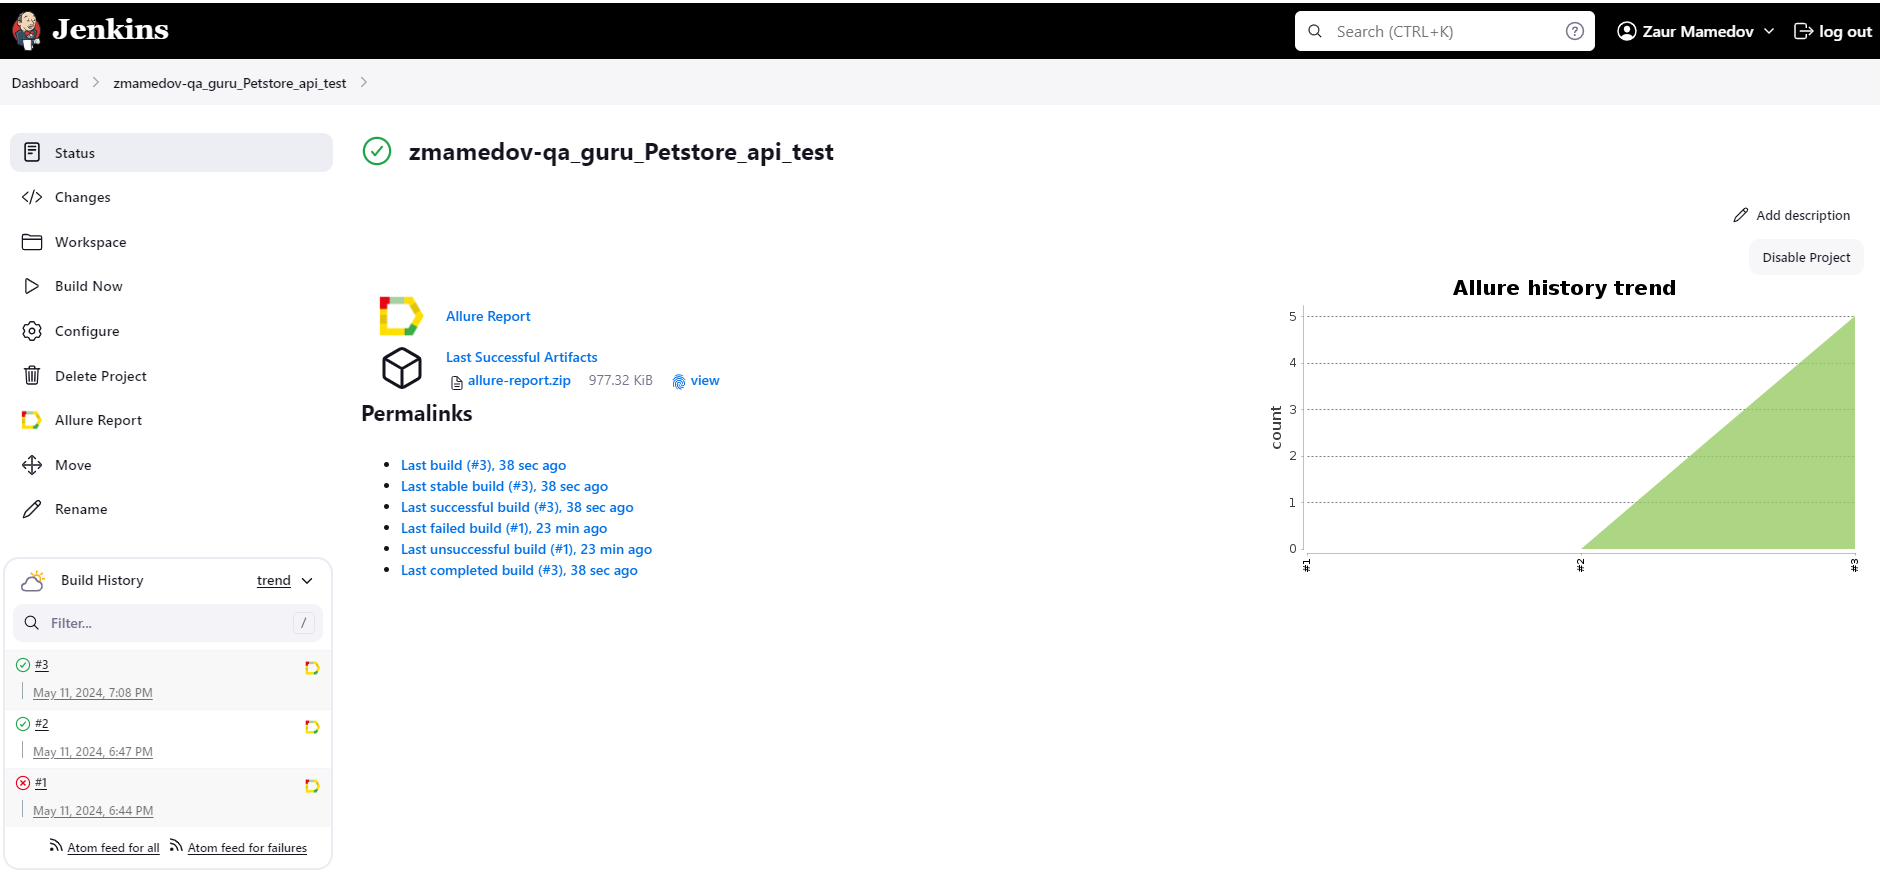 Jenkins
Search (CTRL+K)
?
Zaur Mamedov
log out
Dashboard
zmamedov-qa_guru_Petstore_api_test
Status
Changes
Workspace
Build Now
Configure
Delete Project
Allure Report
Move
Rename
Build History
trend
Filter...
/
#3
May 11, 2024, 7:08 PM
#2
May 11, 2024, 6:47 PM
#1
May 11, 2024, 6:44 PM
Atom feed for all
Atom feed for failures
zmamedov-qa_guru_Petstore_api_test
Add description
Disable Project
Allure Report
Last Successful Artifacts
allure-report.zip 977.32 KiB view
Permalinks
Last build (#3), 38 sec ago
Last stable build (#3), 38 sec ago
Last successful build (#3), 38 sec ago
Last failed build (#1), 23 min ago
Last unsuccessful build (#1), 23 min ago
Last completed build (#3), 38 sec ago
Allure history trend
count
5
4
3
2
1
0
#1
#2
#3